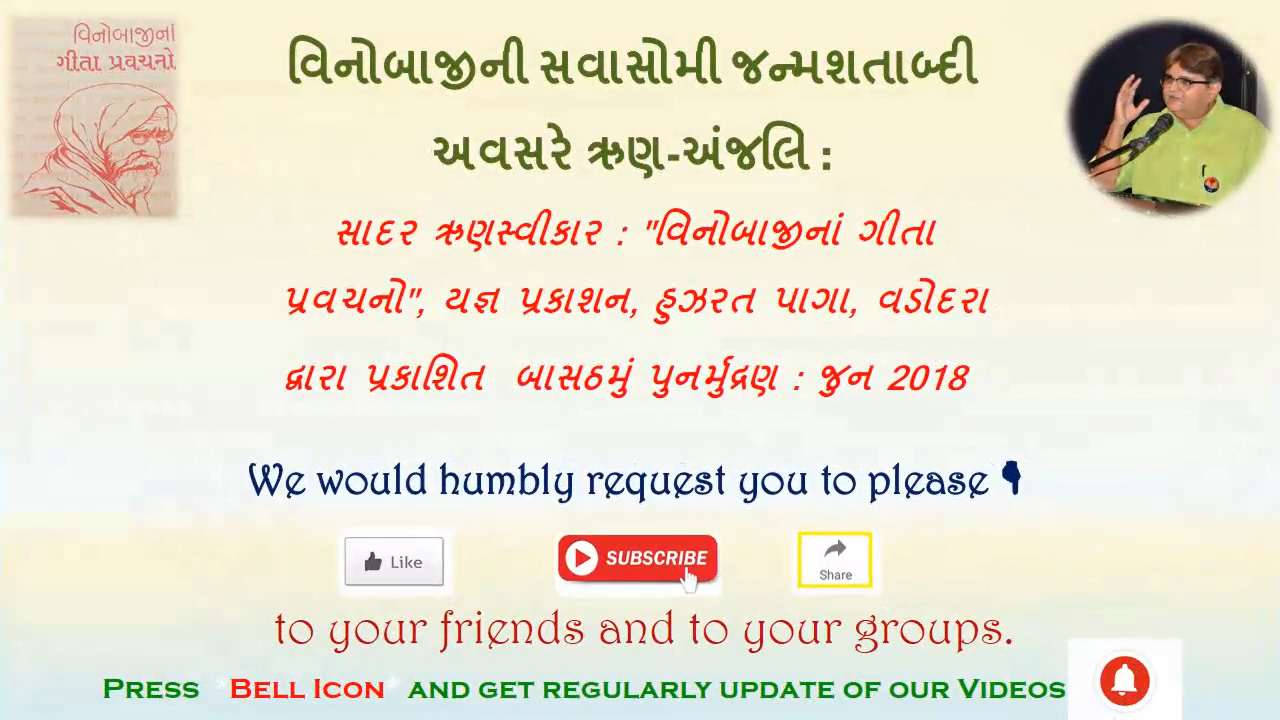 વિનોબાજીનાં
ગીતા પ્રવચનો
વિનોબાજીની સવાસોમી જન્મશતાબ્દી
અવસરે ઋણ-અંજલિ :
સાદર ઋણસ્વીકાર : "વિનોબાજીનાં ગીતા
પ્રવચનો", યજ્ઞ પ્રકાશન, હુઝરત પાગા, વડોદરા
દ્વારા પ્રકાશિત બાસઠમું પુનર્મુદ્રણ : જુન 2018
We would humbly request you to please 👇
Like
SUBSCRIBE
Share
to your friends and to your groups.
PRESS "BELL ICON" AND GET REGULARLY UPDATE OF OUR VIDEOS